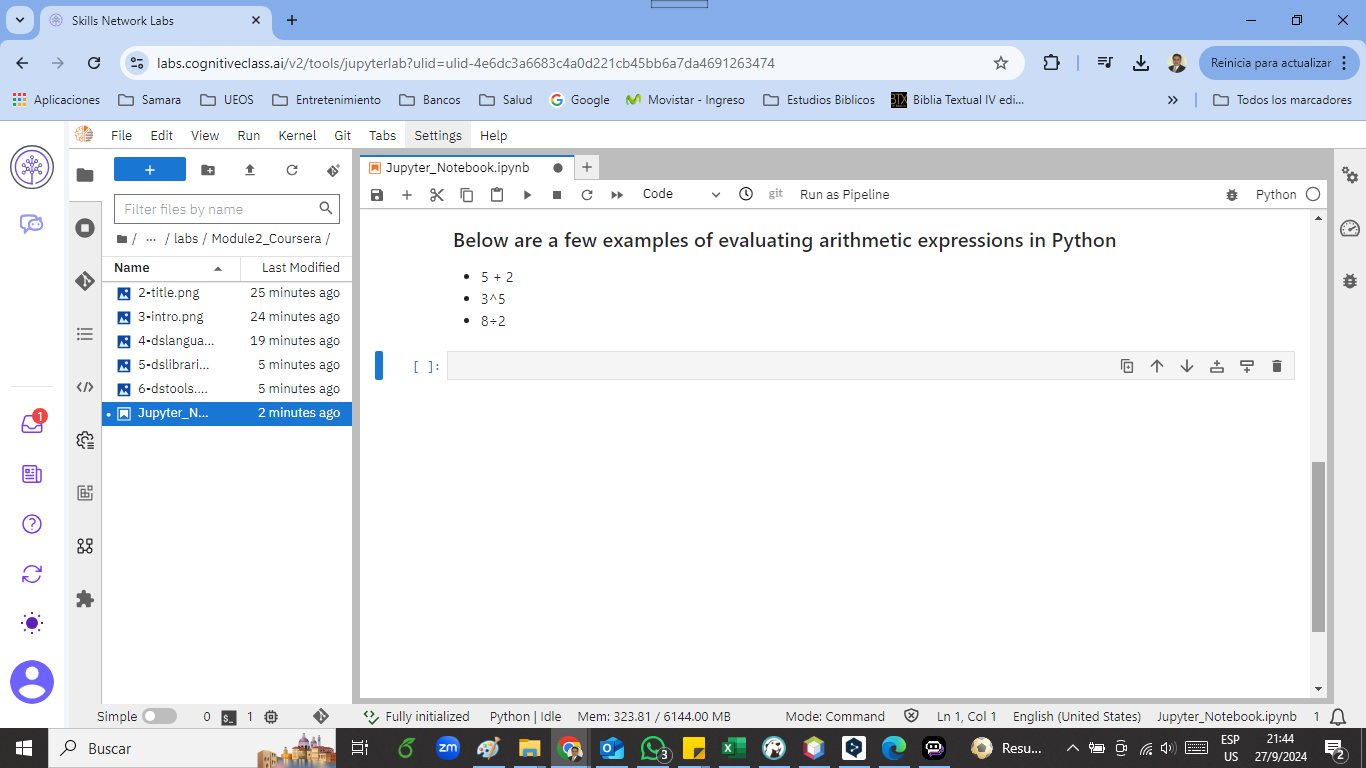 Skills Network Labs
labs.cognitiveclass.ai/v2/tools/jupyterlab?ulid=ulid-4e6dc3a6683c4a0d221cb45bb6a7da4691263474
Reinicia para actualizar
Aplicaciones Samara UEOS Entretenimiento Bancos Salud Google Movistar - Ingreso Estudios Biblicos BTX Biblia Textual IV edi... » Todos los marcadores
File Edit View Run Kernel Git Tabs Settings Help
Jupyter_Notebook.ipynb
Code git Run as Pipeline Python
Filter files by name
/ ... / labs / Module2_Coursera /
Name Last Modified
2-title.png 25 minutes ago
3-intro.png 24 minutes ago
4-dslangua... 19 minutes ago
5-dslibrari... 5 minutes ago
6-dstools.... 5 minutes ago
Jupyter_N... 2 minutes ago
Below are a few examples of evaluating arithmetic expressions in Python
5 + 2
3^5
8÷2
[ ]:
1
Simple 0 $_ 1 Fully initialized Python | Idle Mem: 323.81 / 6144.00 MB Mode: Command Ln 1, Col 1 English (United States) Jupyter_Notebook.ipynb 1
Buscar zm 3 Resu... ESP 21:44
US 27/9/2024 2